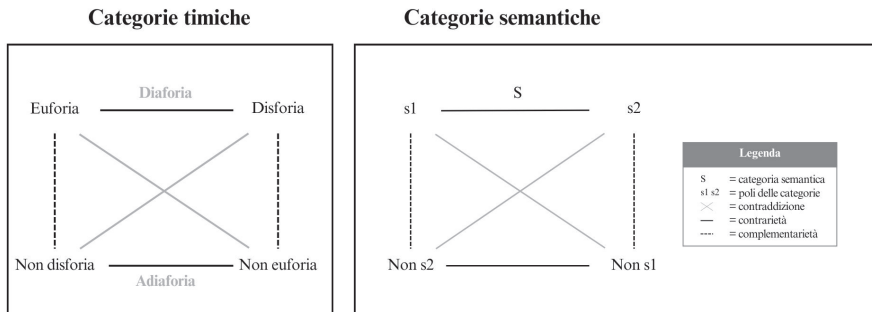 Categorie timiche
Categorie semantiche
Diaforia
Euforia
Disforia
Non disforia
Non euforia
Adiaforia
S
s1
s2
Non s2
Non s1
Legenda
S = categoria semantica
s1 s2 = poli delle categorie
= contraddizione
= contrarietà
= complementarietà